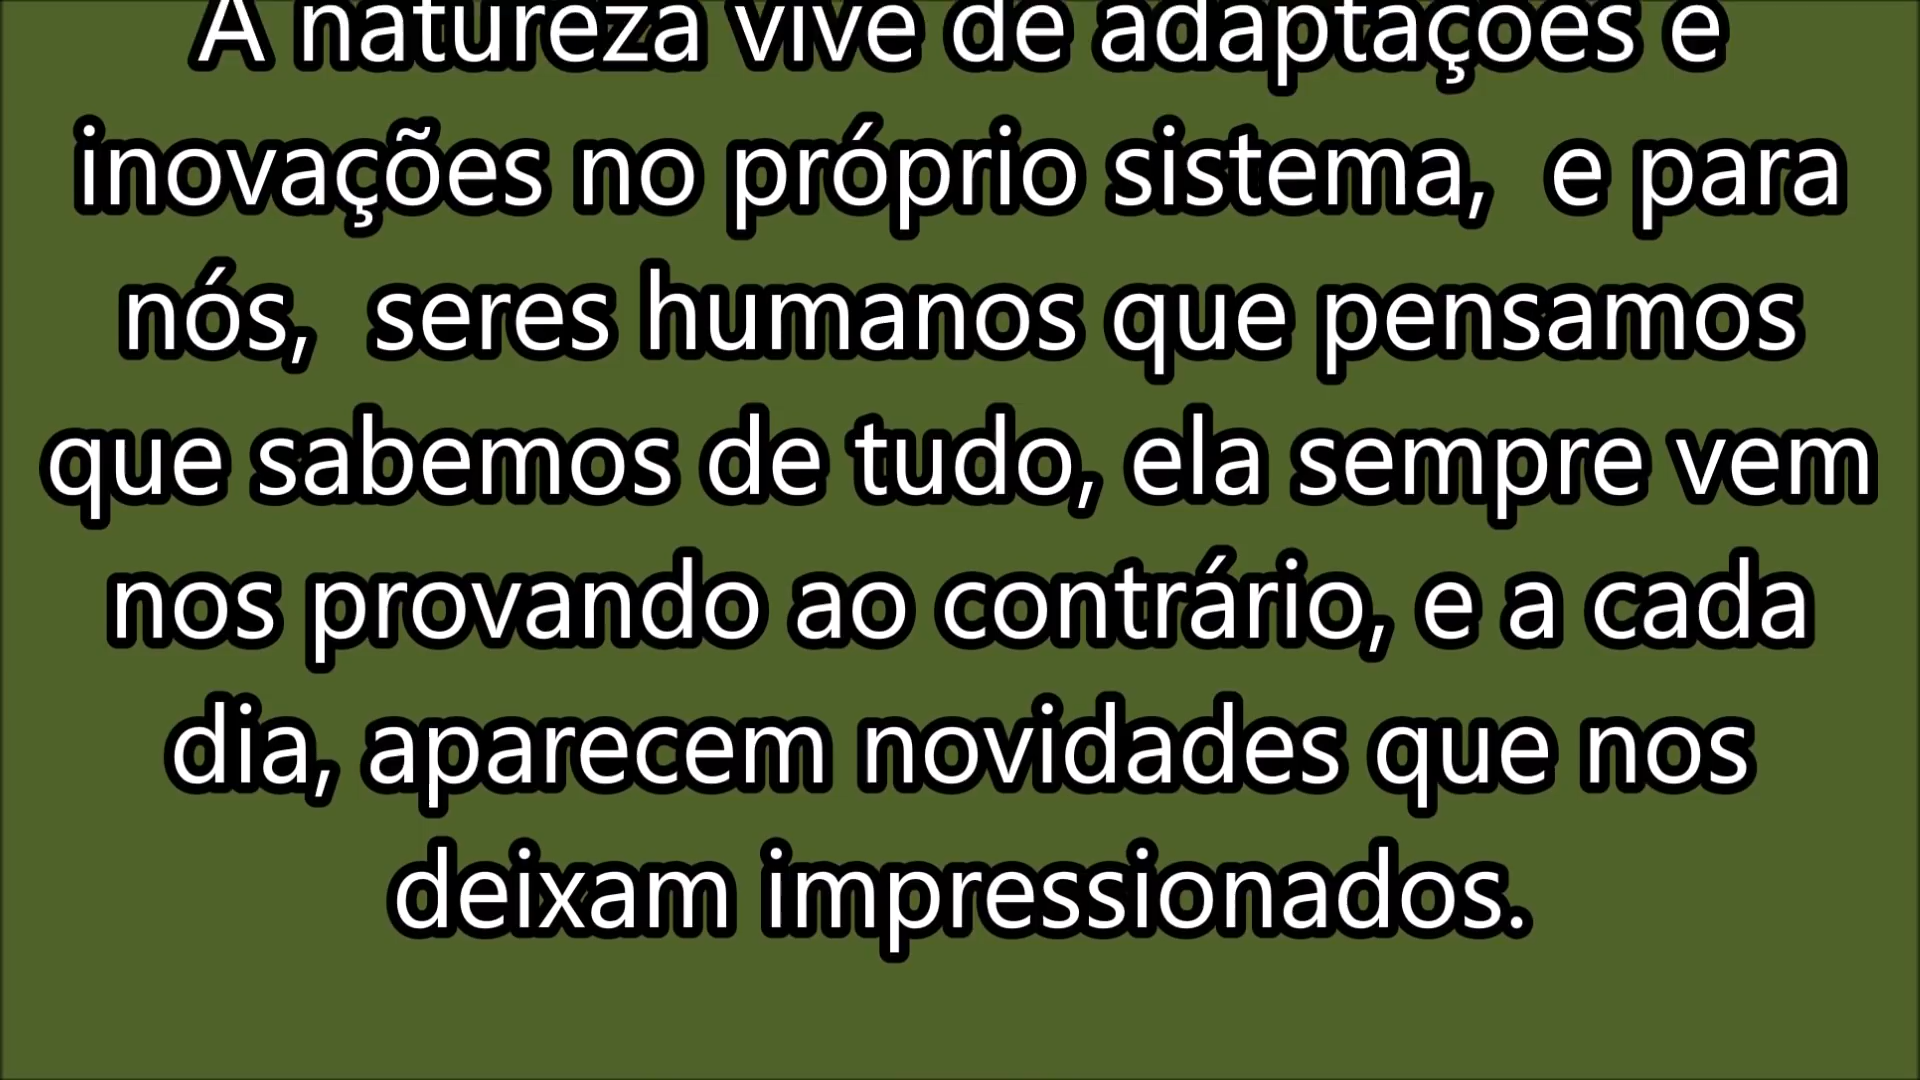 A natureza vive de adaptações e
inovações no próprio sistema,  e para
nós,  seres humanos que pensamos
que sabemos de tudo, ela sempre vem
nos provando ao contrário, e a cada
dia, aparecem novidades que nos
deixam impressionados.